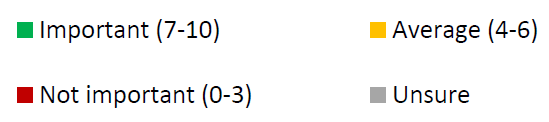 Important (7-10)
Average (4-6)
Not important (0-3)
Unsure